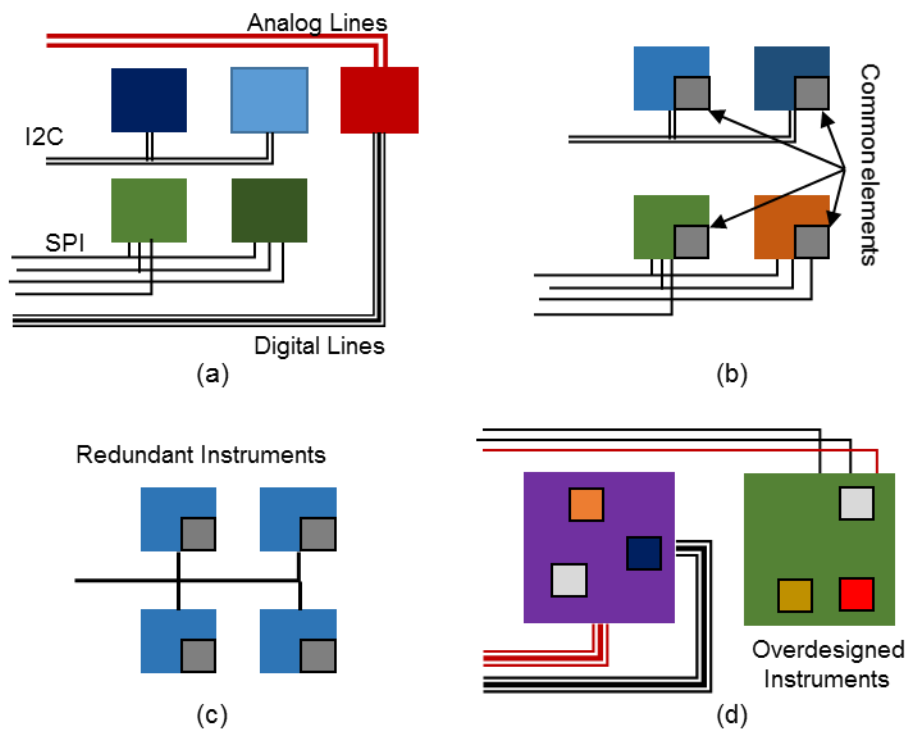 Analog Lines
I2C
SPI
Digital Lines
(a)
Common elements
(b)
Redundant Instruments
(c)
Overdesigned
Instruments
(d)